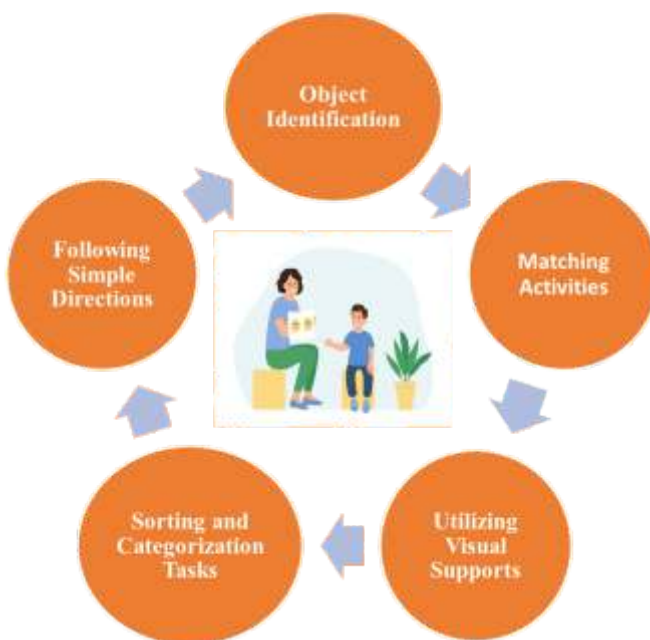 Object
Identification
Matching
Activities
Utilizing
Visual
Supports
Sorting and
Categorization
Tasks
Following
Simple
Directions